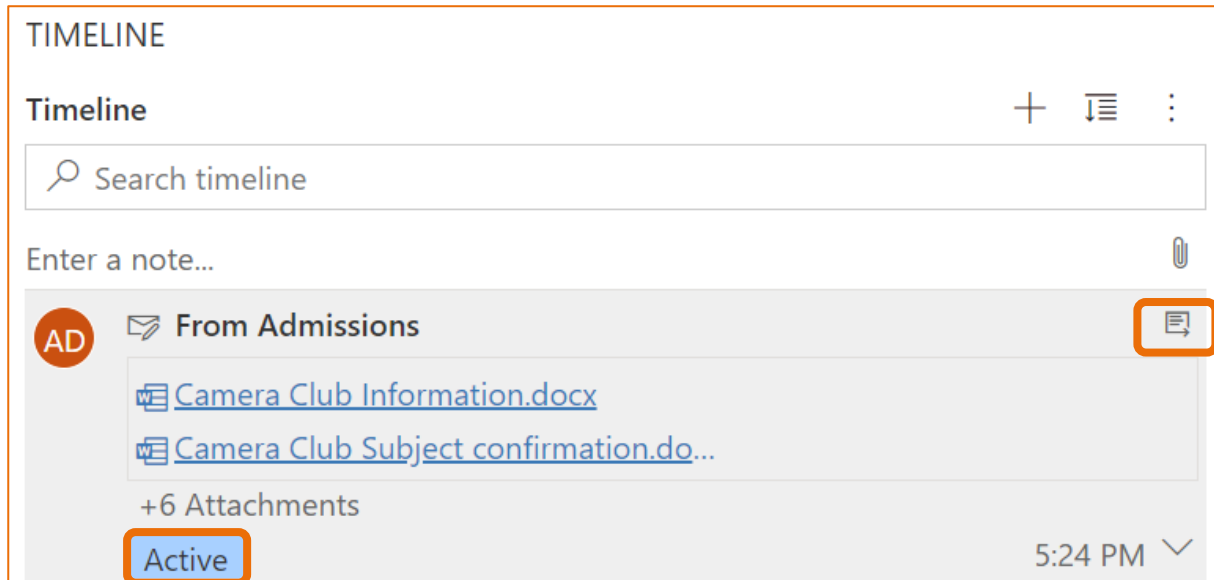 TIMELINE
Timeline
Search timeline
Enter a note...
AD From Admissions
Camera Club Information.docx
Camera Club Subject confirmation.do...
+6 Attachments
Active 5:24 PM